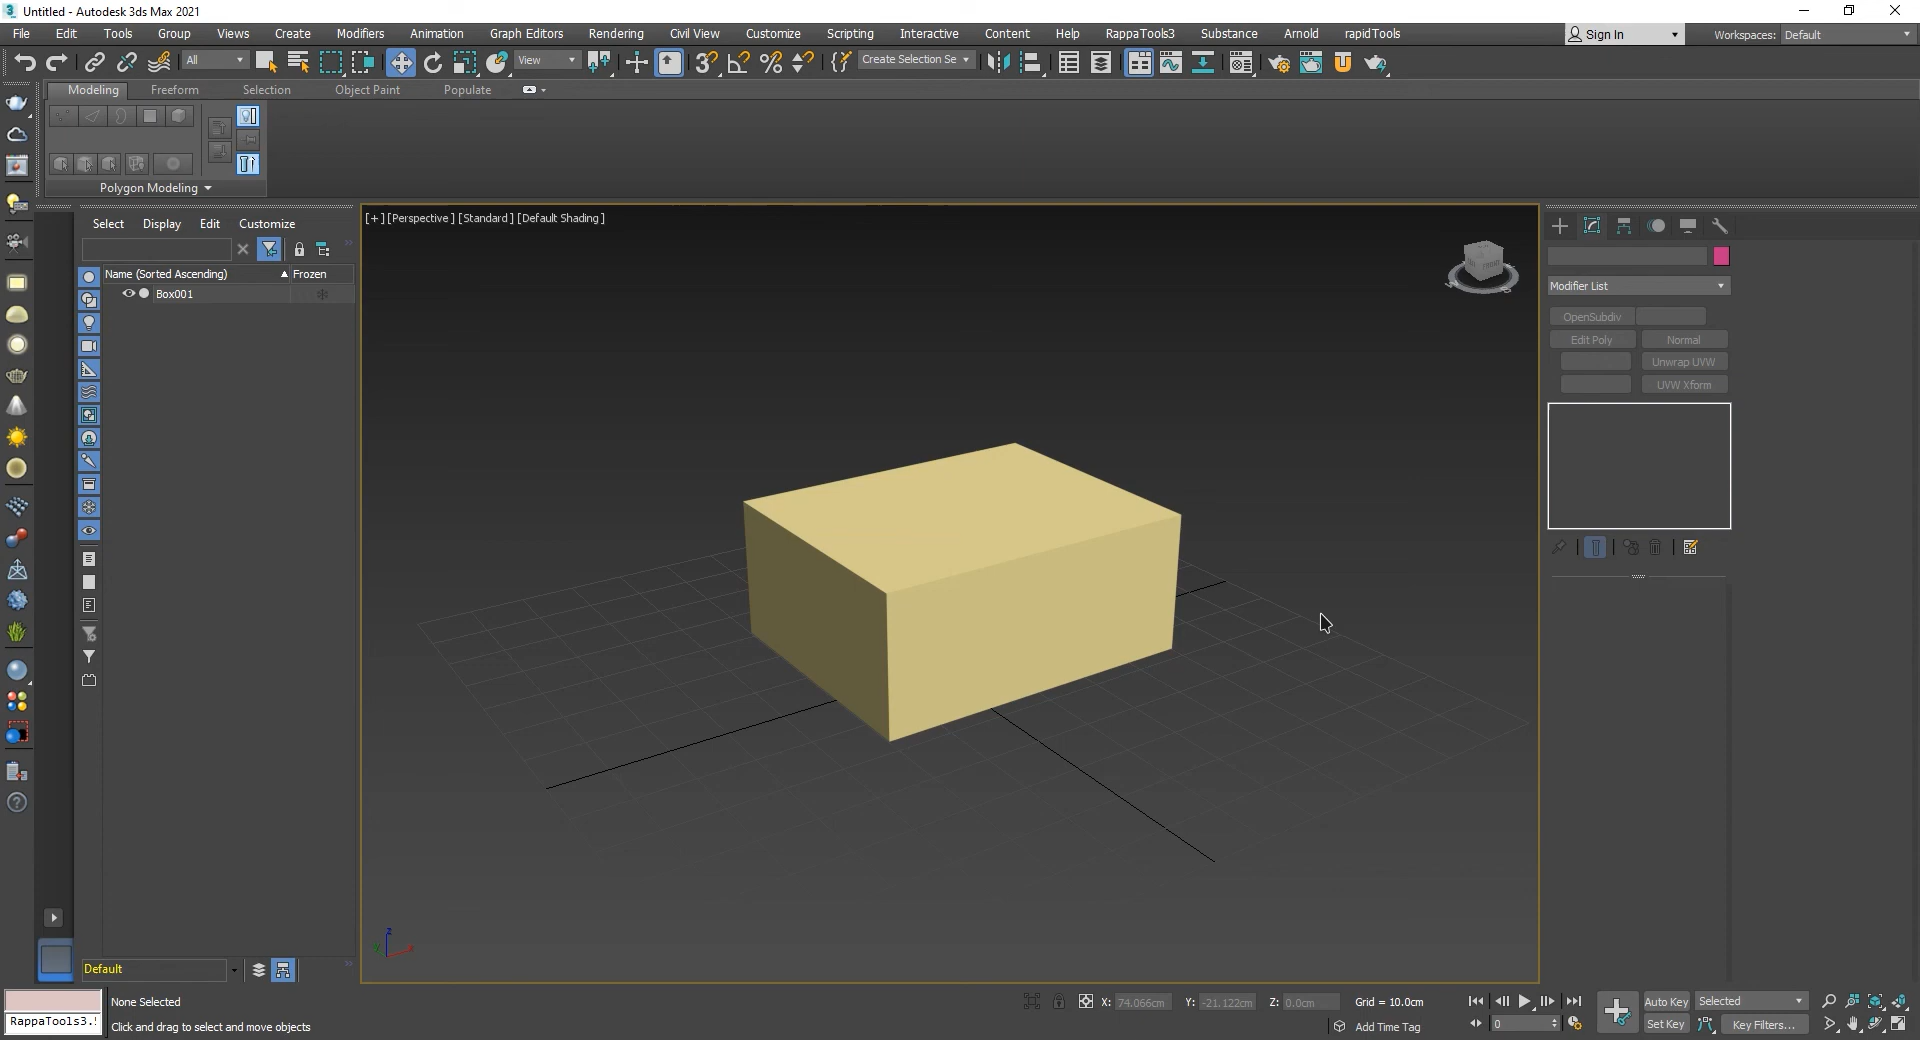 Untitled - Autodesk 3ds Max 2021
File Edit Tools Group Views Create Modifiers Animation Graph Editors Rendering Civil View Customize Scripting Interactive Content Help RappaTools3 Substance Arnold rapidTools Sign In Workspaces: Default
All View Create Selection Se
Modeling Freeform Selection Object Paint Populate
Polygon Modeling
Select Display Edit Customize
[+] [Perspective ] [Standard ] [Default Shading ]
Name (Sorted Ascending) Frozen
Box001
FRONT
Modifier List
OpenSubdiv
Edit Poly Normal
Unwrap UVW
UVW Xform
z
x
Default
None Selected
X: 74.066cm Y: -21.122cm Z: 0.0cm Grid = 10.0cm
Auto Key Selected
RappaTools3.
Click and drag to select and move objects
Add Time Tag
0
Set Key Key Filters...